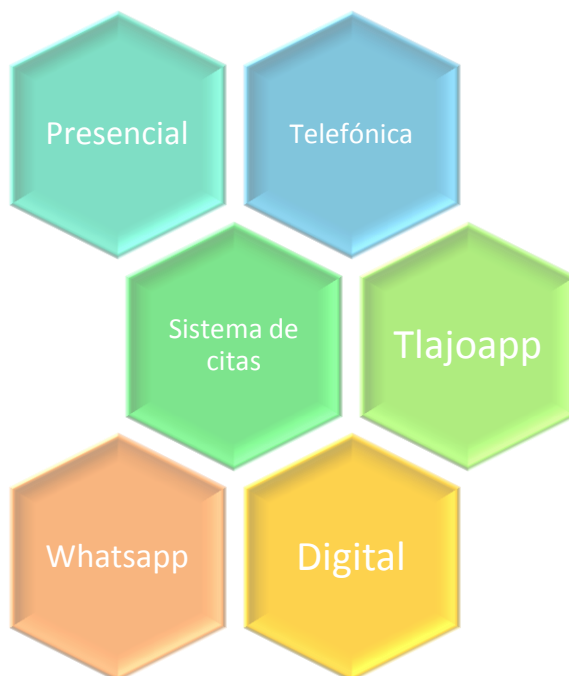 Presencial
Telefónica
Sistema de
citas
Tlajoapp
Whatsapp
Digital